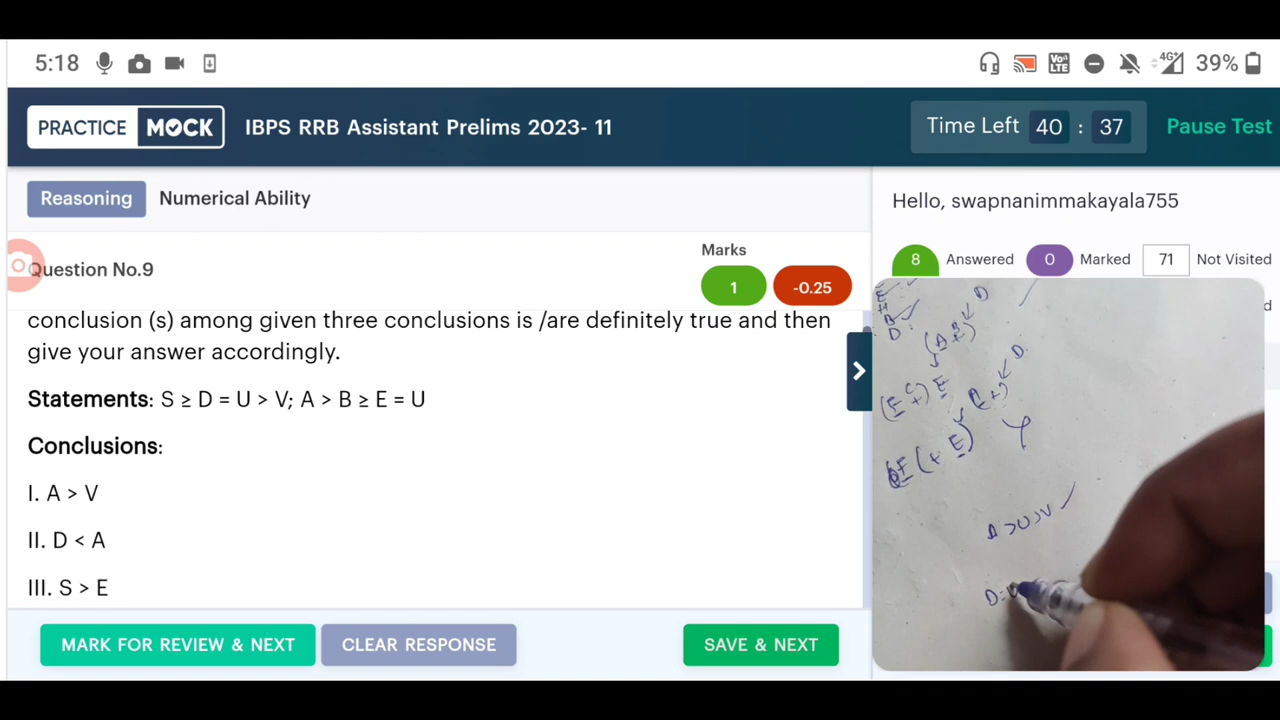 5:18
Vo)) LTE 4G+ 39%
PRACTICE MOCK IBPS RRB Assistant Prelims 2023- 11 Time Left 40 : 37 Pause Test
Reasoning Numerical Ability
Hello, swapnanimmakayala755
Question No.9
Marks
1 -0.25
8 Answered 0 Marked 71 Not Visited
conclusion (s) among given three conclusions is /are definitely true and then
give your answer accordingly.
Statements: S ≥ D = U > V; A > B ≥ E = U
Conclusions:
I. A > V
II. D < A
III. S > E
MARK FOR REVIEW & NEXT CLEAR RESPONSE SAVE & NEXT
E
B
D
D
D
E
A > U > V
D = U